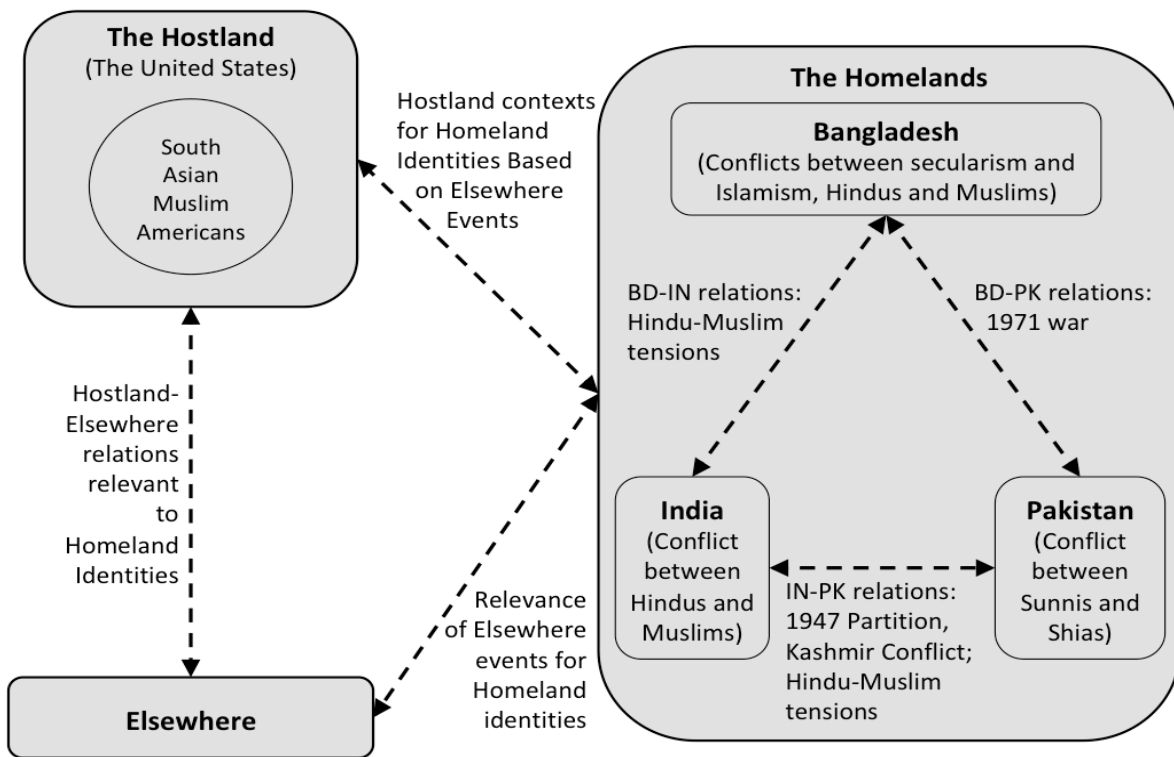 The Hostland
(The United States)
South
Asian
Muslim
Americans
Hostland contexts
for Homeland
Identities Based
on Elsewhere
Events
The Homelands
Bangladesh
(Conflicts between secularism and
Islamism, Hindus and Muslims)
BD-IN relations:
Hindu-Muslim
tensions
BD-PK relations:
1971 war
Hostland-
Elsewhere
relations
relevant
to
Homeland
Identities
India
(Conflict
between
Hindus and
Muslims)
Pakistan
(Conflict
between
Sunnis and
Shias)
IN-PK relations:
1947 Partition,
Kashmir Conflict;
Hindu-Muslim
tensions
Relevance
of Elsewhere
events for
Homeland
identities
Elsewhere